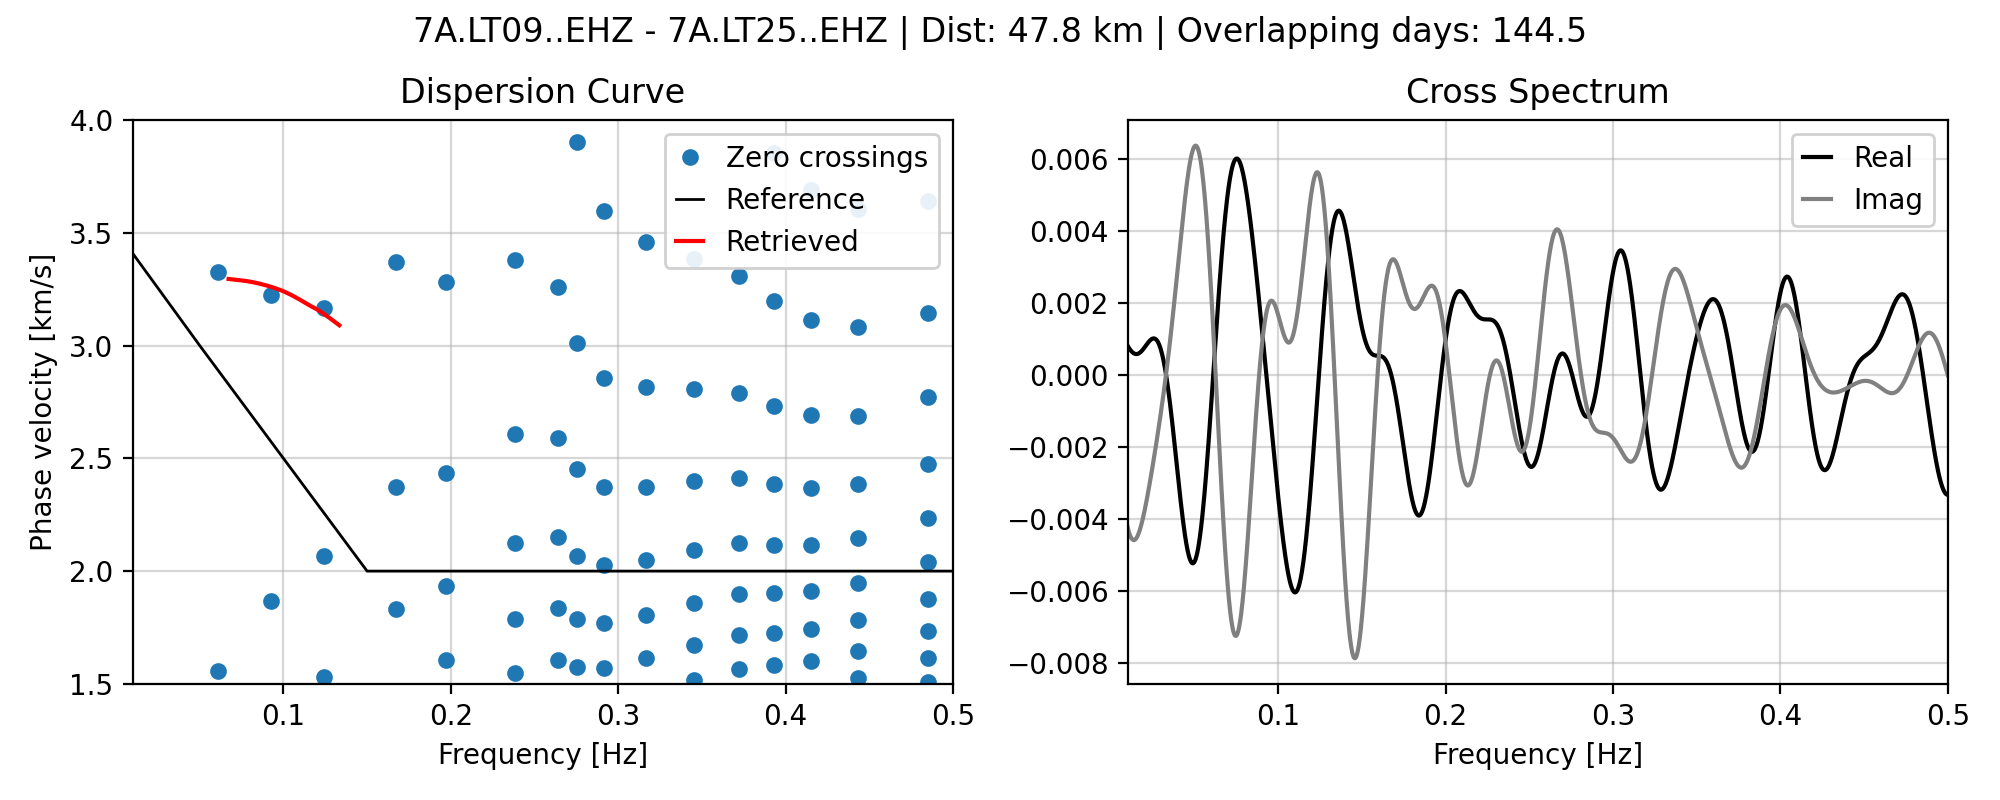 7A.LT09..EHZ - 7A.LT25..EHZ | Dist: 47.8 km | Overlapping days: 144.5
Dispersion Curve
4.0
3.5
3.0
2.5
2.0
1.5
Phase velocity [km/s]
Zero crossings
Reference
Retrieved
0.1
0.2
0.3
0.4
0.5
Frequency [Hz]
Cross Spectrum
0.006
0.004
0.002
0.000
−0.002
−0.004
−0.006
−0.008
Real
Imag
0.1
0.2
0.3
0.4
0.5
Frequency [Hz]